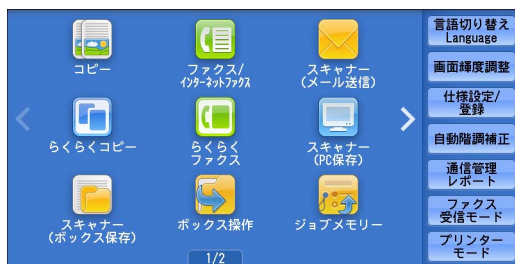 コピー
ファクス/
インターネットファクス
スキャナー
(メール送信)
らくらくコピー
らくらく
ファクス
スキャナー
(PC保存)
スキャナー
(ボックス保存)
ボックス操作
ジョブメモリー
1/2
言語切り替え
Language
画面輝度調整
仕様設定/
登録
自動階調補正
通信管理
レポート
ファクス
受信モード
プリンター
モード